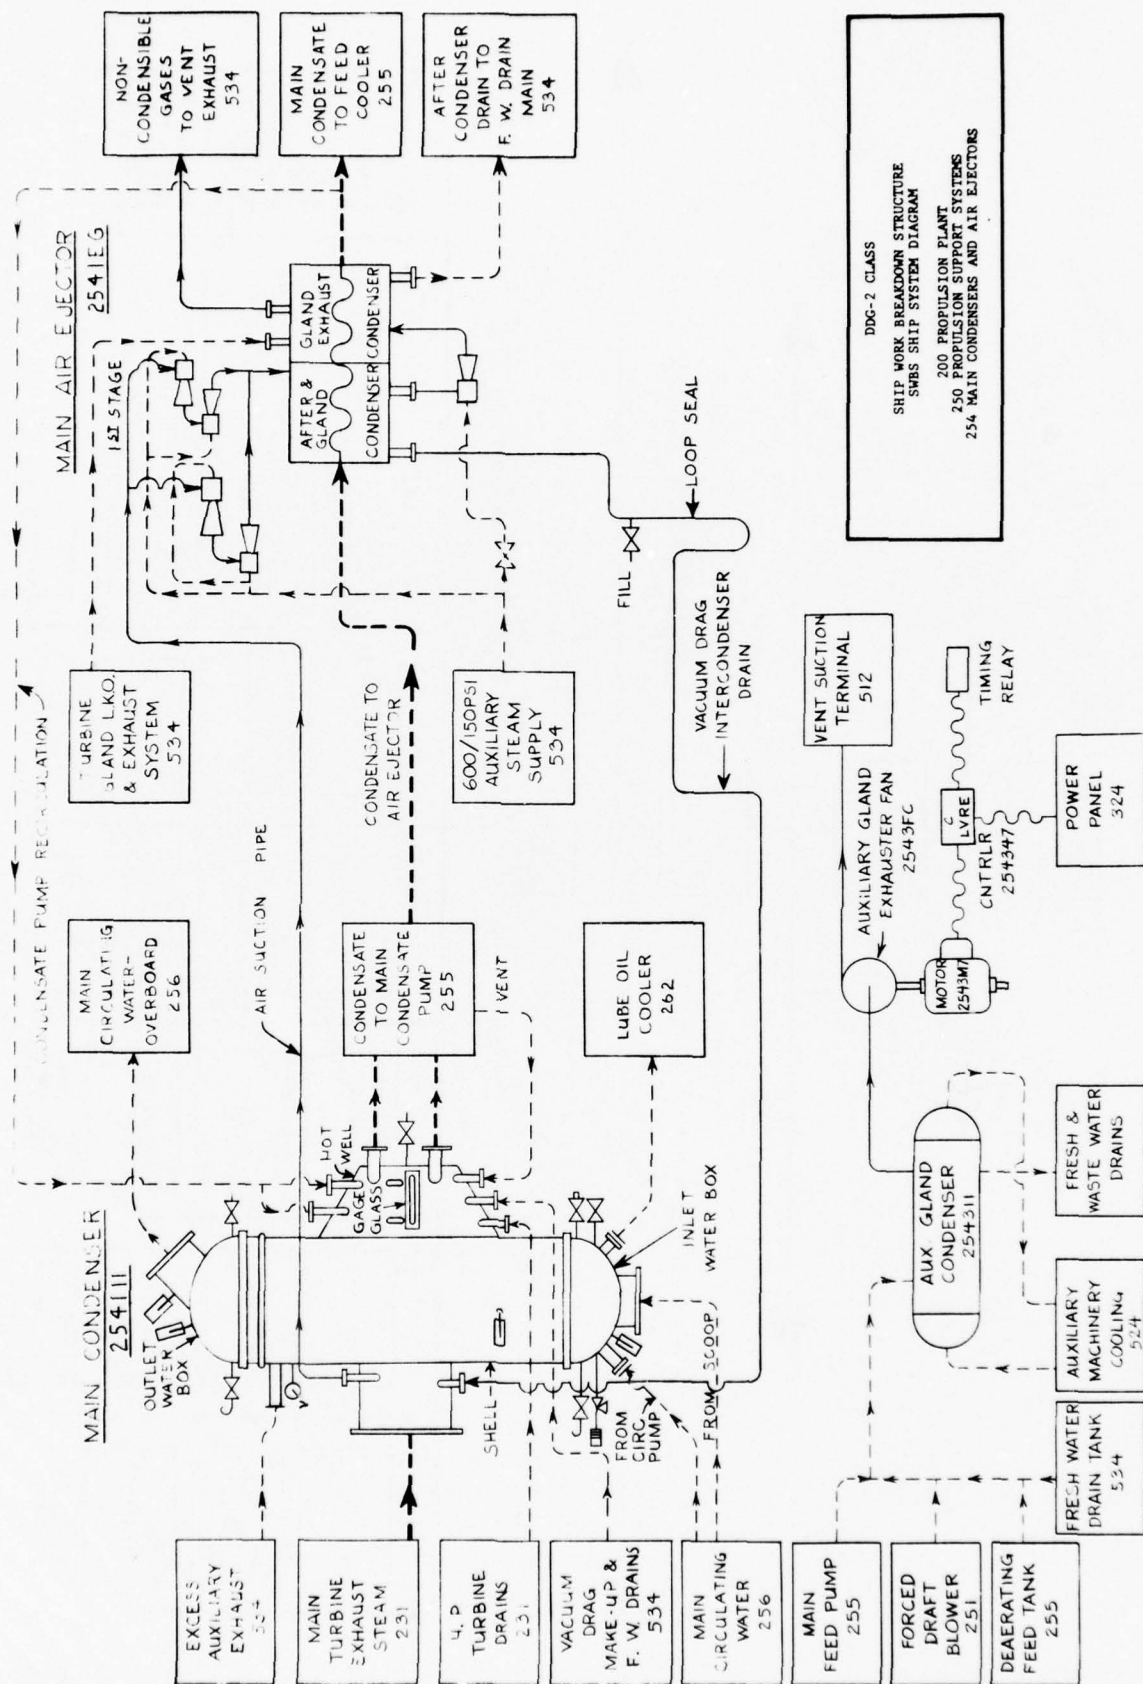 MAIN CONDENSER
254111
MAIN AIR EJECTOR
2541EG
EXCESS
AUXILIARY
EXHAUST
534
MAIN
TURBINE
EXHAUST
STEAM
231
TURBINE
DRAINS
231
VACUUM
DRAG
MAKE-UP &
F. W. DRAINS
534
MAIN
CIRCULATING
WATER
256
OUTLET
WATER
BOX
SHELL
FROM
CIRC.
PUMP
FROM SCOOP
INLET
WATER BOX
HOT
WELL
GAGE
GLASS
MAIN
CIRCULATING
WATER-
OVERBOARD
256
CONDENSATE PUMP RECIRCULATION
AIR SUCTION PIPE
CONDENSATE
TO MAIN
CONDENSATE
PUMP
255
VENT
LUBE OIL
COOLER
262
TURBINE
GLAND L.K.O.
& EXHAUST
SYSTEM
534
CONDENSATE TO
AIR EJECTOR
600/150PSI
AUXILIARY
STEAM
SUPPLY
534
1ST STAGE
AFTER &
GLAND
CONDENSER
GLAND
EXHAUST
CONDENSER
FILL
LOOP SEAL
VACUUM DRAG
INTERCONDENSER
DRAIN
NON-
CONDENSIBLE
GASES
TO VENT
EXHAUST
534
MAIN
CONDENSATE
TO FEED
COOLER
255
AFTER
CONDENSER
DRAIN TO
F. W. DRAIN
MAIN
534
MAIN
FEED PUMP
255
FORCED
DRAFT
BLOWER
251
DEAERATING
FEED TANK
255
FRESH WATER
DRAIN TANK
534
AUXILIARY
MACHINERY
COOLING
524
FRESH &
WASTE WATER
DRAINS
AUX. GLAND
CONDENSER
254311
AUXILIARY GLAND
EXHAUSTER FAN
2543FC
MOTOR
2543M7
VENT SUCTION
TERMINAL
512
C
LVRE
CNTRLR
254347
TIMING
RELAY
POWER
PANEL
324
DDG-2 CLASS
SHIP WORK BREAKDOWN STRUCTURE
SWBS SHIP SYSTEM DIAGRAM
200 PROPULSION PLANT
250 PROPULSION SUPPORT SYSTEMS
254 MAIN CONDENSERS AND AIR EJECTORS